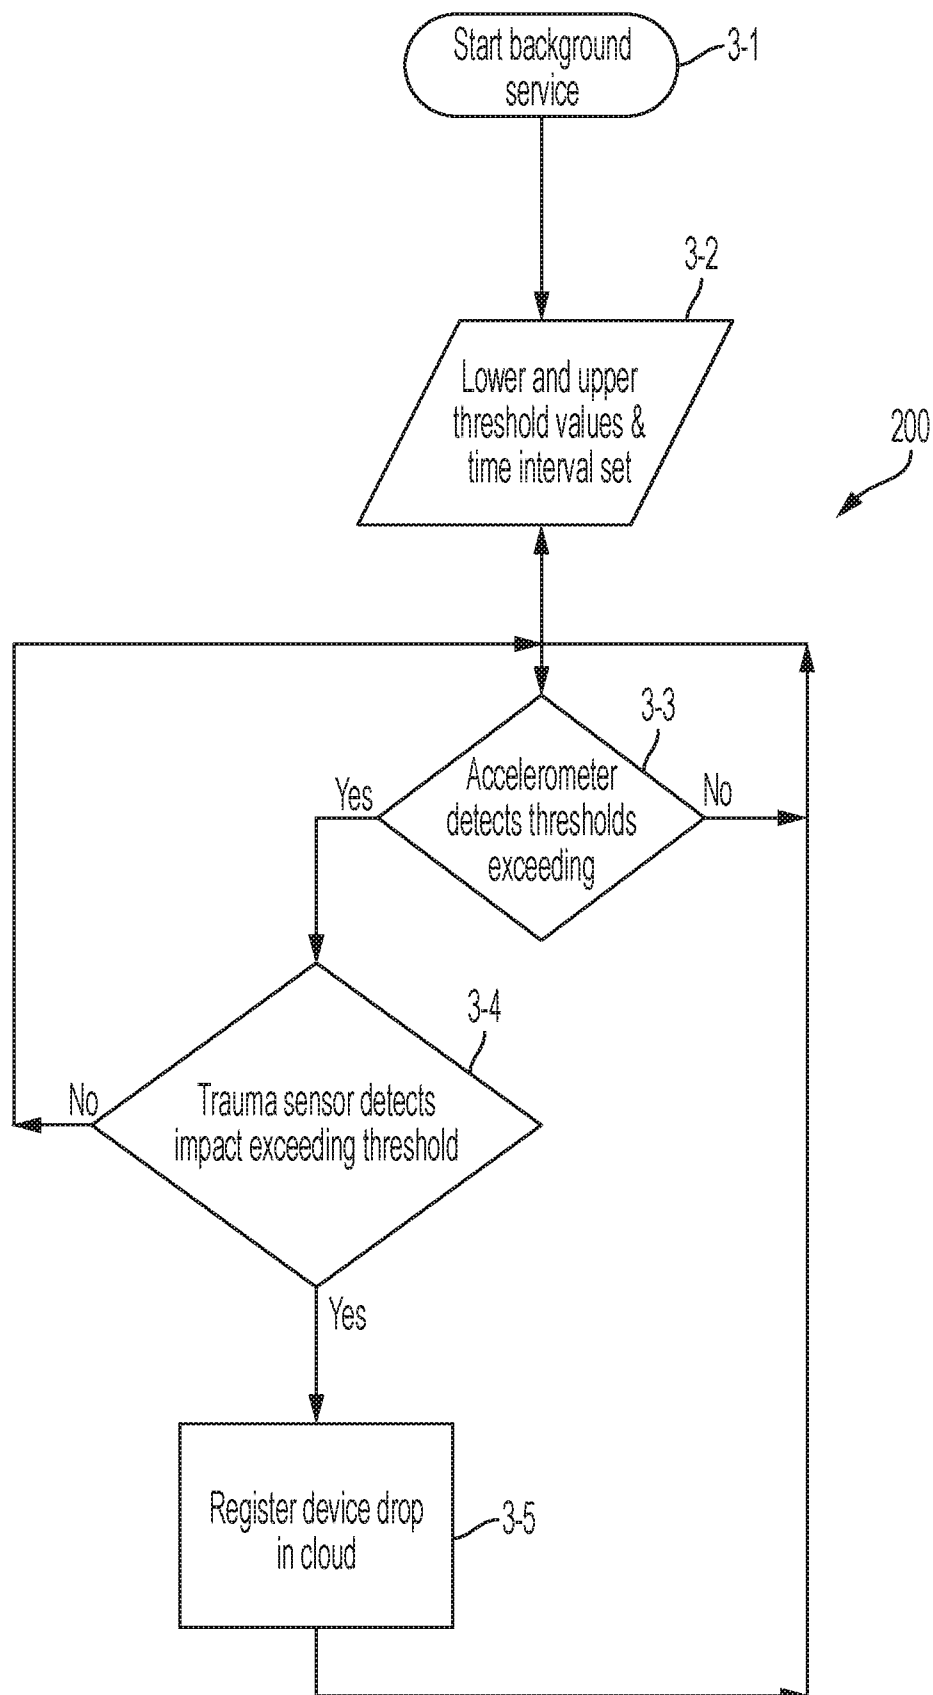 Start background
service
3-1
3-2
Lower and upper
threshold values &
time interval set
200
3-3
Accelerometer
detects thresholds
exceeding
Yes
No
3-4
Trauma sensor detects
impact exceeding threshold
No
Yes
Register device drop
in cloud
3-5